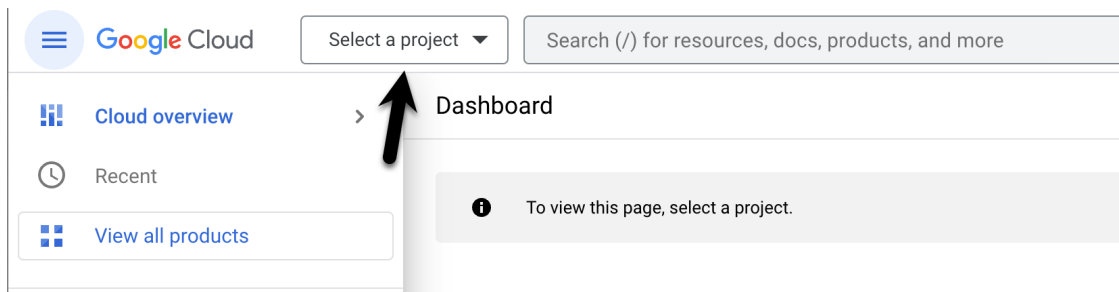 Google Cloud
Select a project
Search (/) for resources, docs, products, and more
Cloud overview
Dashboard
Recent
To view this page, select a project.
View all products